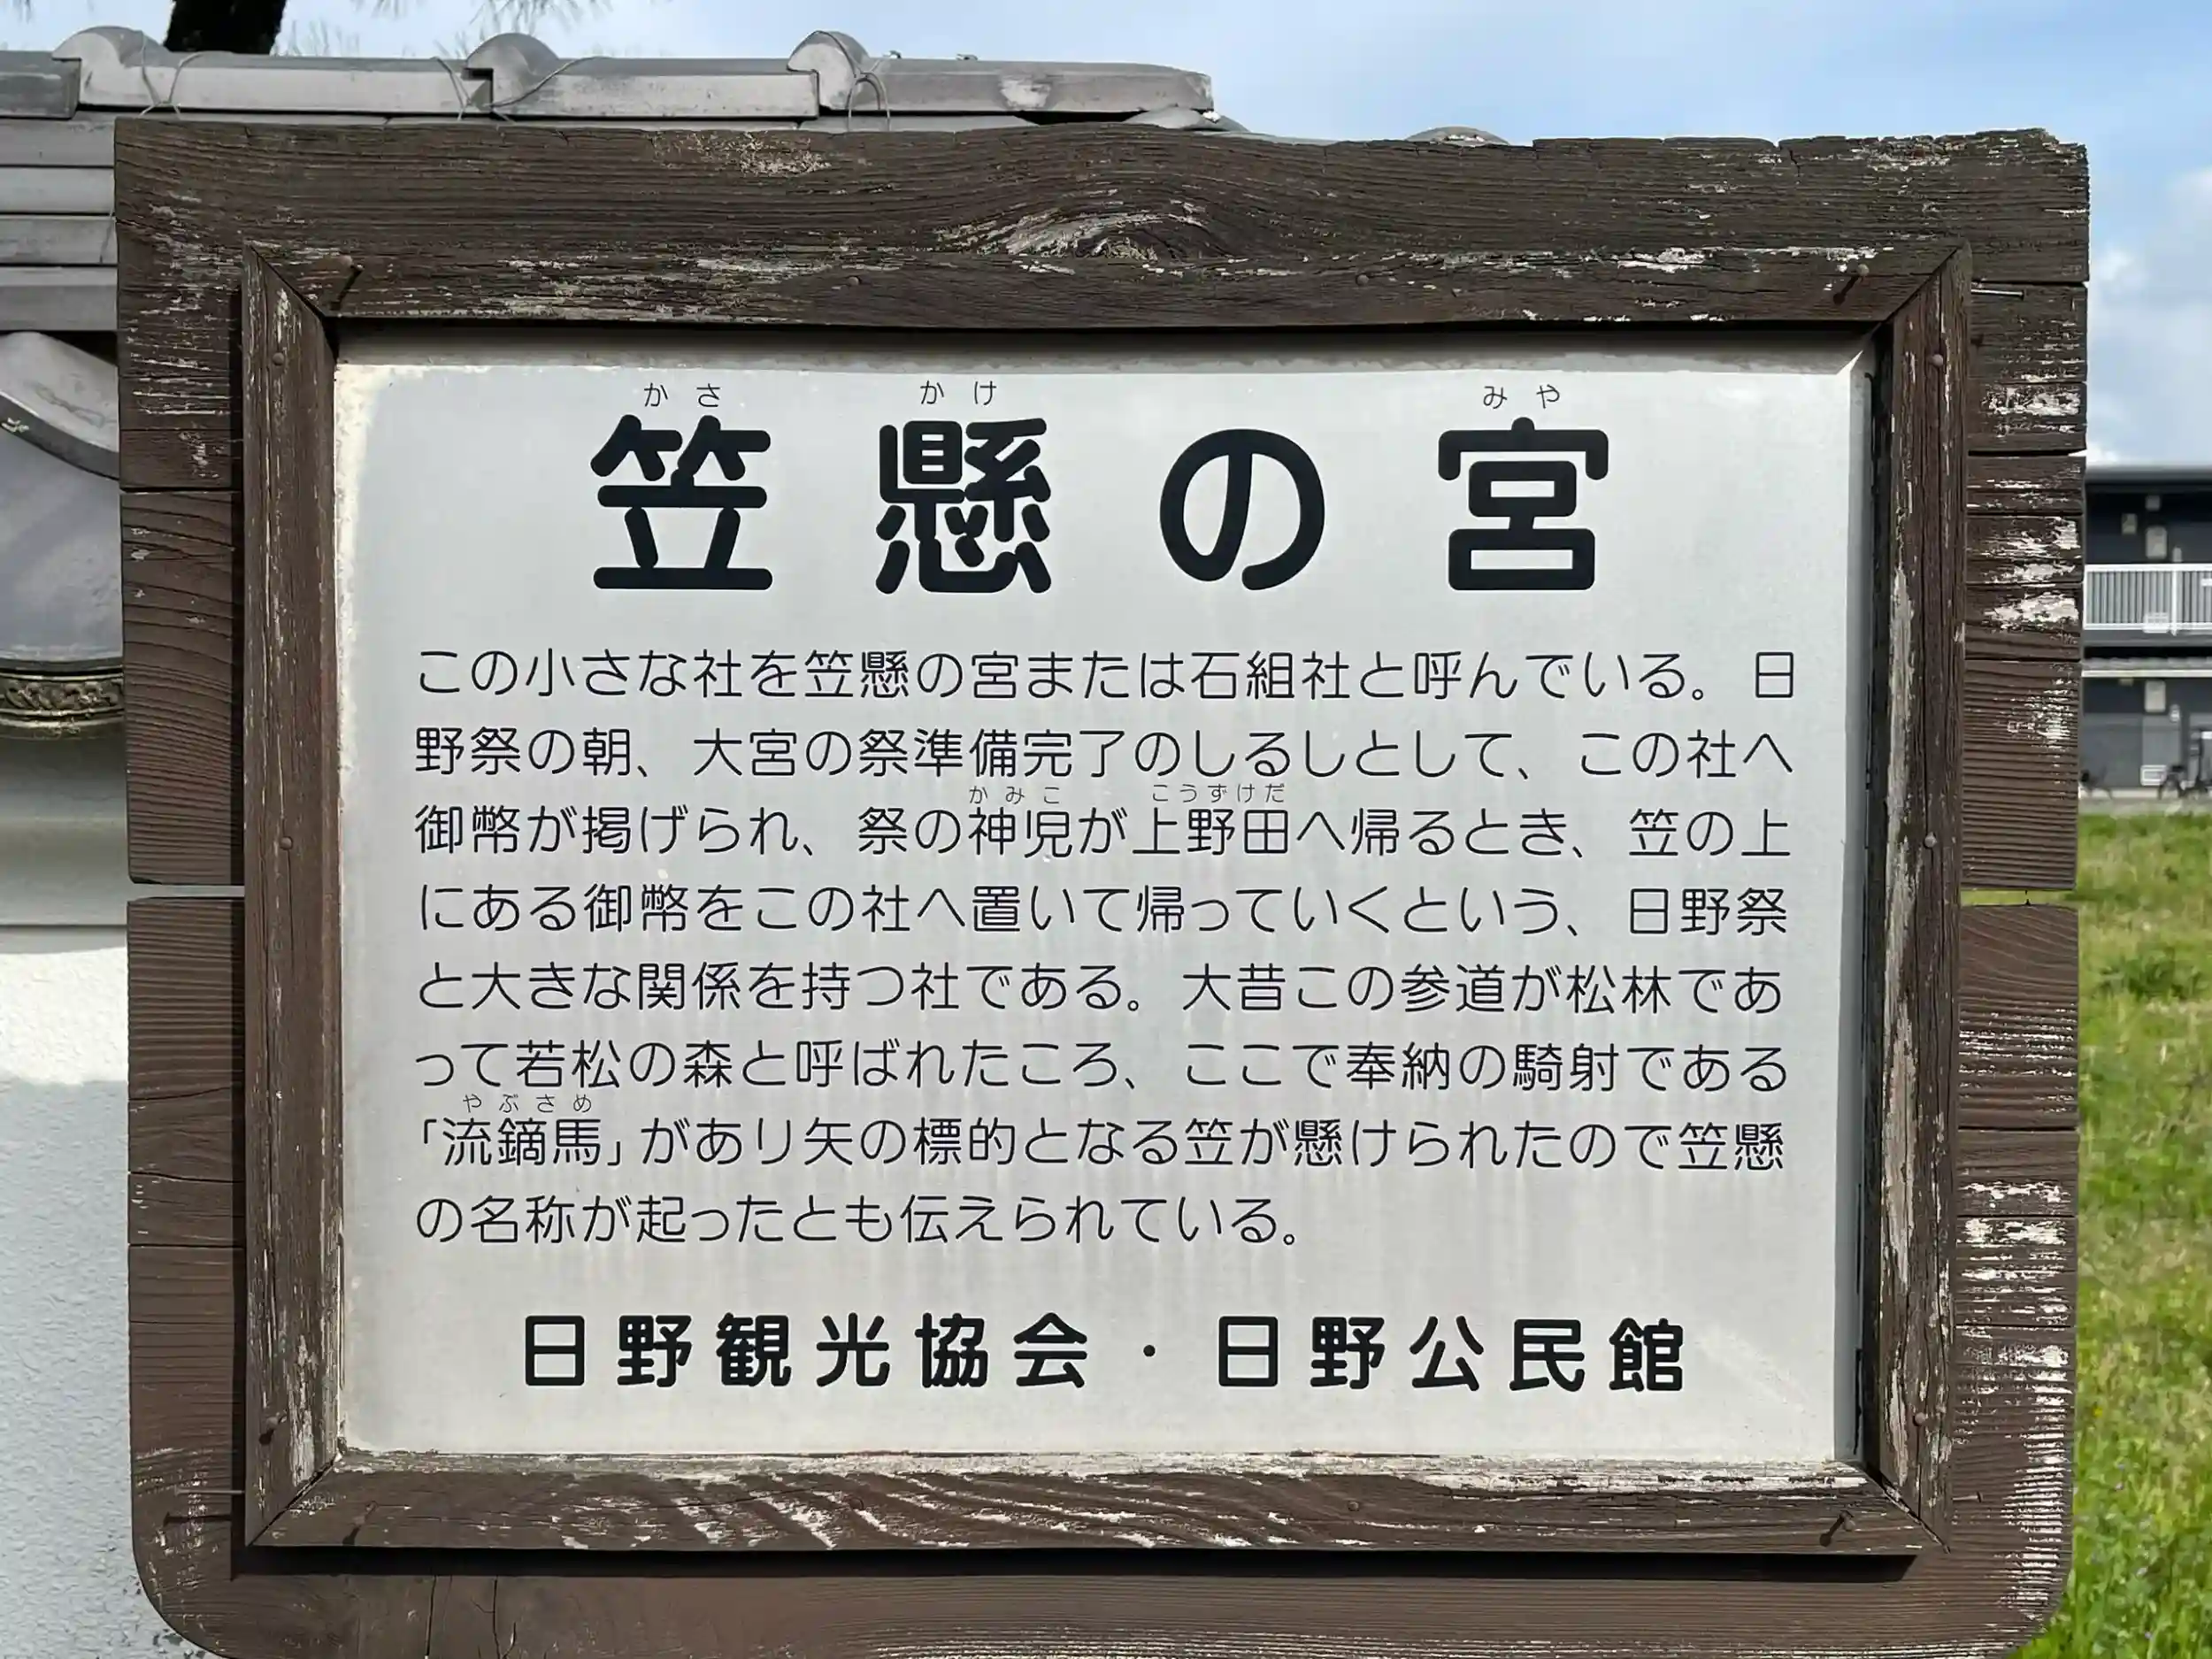 かさ かけ みや
笠懸の宮
この小さな社を笠懸の宮または石組社と呼んでいる。日
野祭の朝、大宮の祭準備完了のしるしとして、この社へ
かみこ こうずけだ
御幣が掲げられ、祭の神児が上野田へ帰るとき、笠の上
にある御幣をこの社へ置いて帰っていくという、日野祭
と大きな関係を持つ社である。大昔この参道が松林であ
って若松の森と呼ばれたころ、ここで奉納の騎射である
やぶさめ
「流鏑馬」があり矢の標的となる笠が懸けられたので笠懸
の名称が起ったとも伝えられている。
日野観光協会・日野公民館